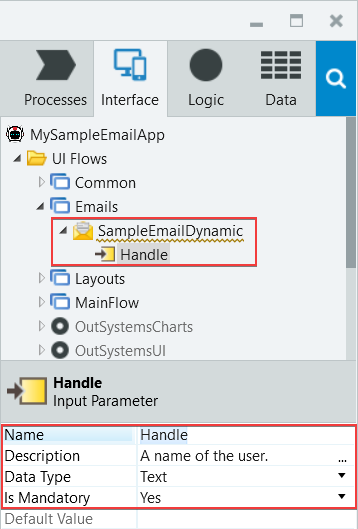 Processes Interface Logic Data
MySampleEmailApp
UI Flows
Common
Emails
SampleEmailDynamic
Handle
Layouts
MainFlow
OutSystemsCharts
OutSystemsUI
Handle
Input Parameter
Name Handle
Description A name of the user. ...
Data Type Text
Is Mandatory Yes
Default Value